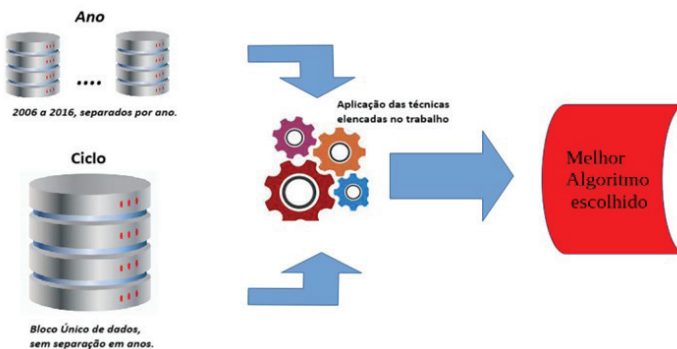 Ano
....
2006 a 2016, separados por ano.
Aplicação das técnicas
elencadas no trabalho
Ciclo
Bloco Único de dados,
sem separação em anos.
Melhor
Algoritmo
escolhido